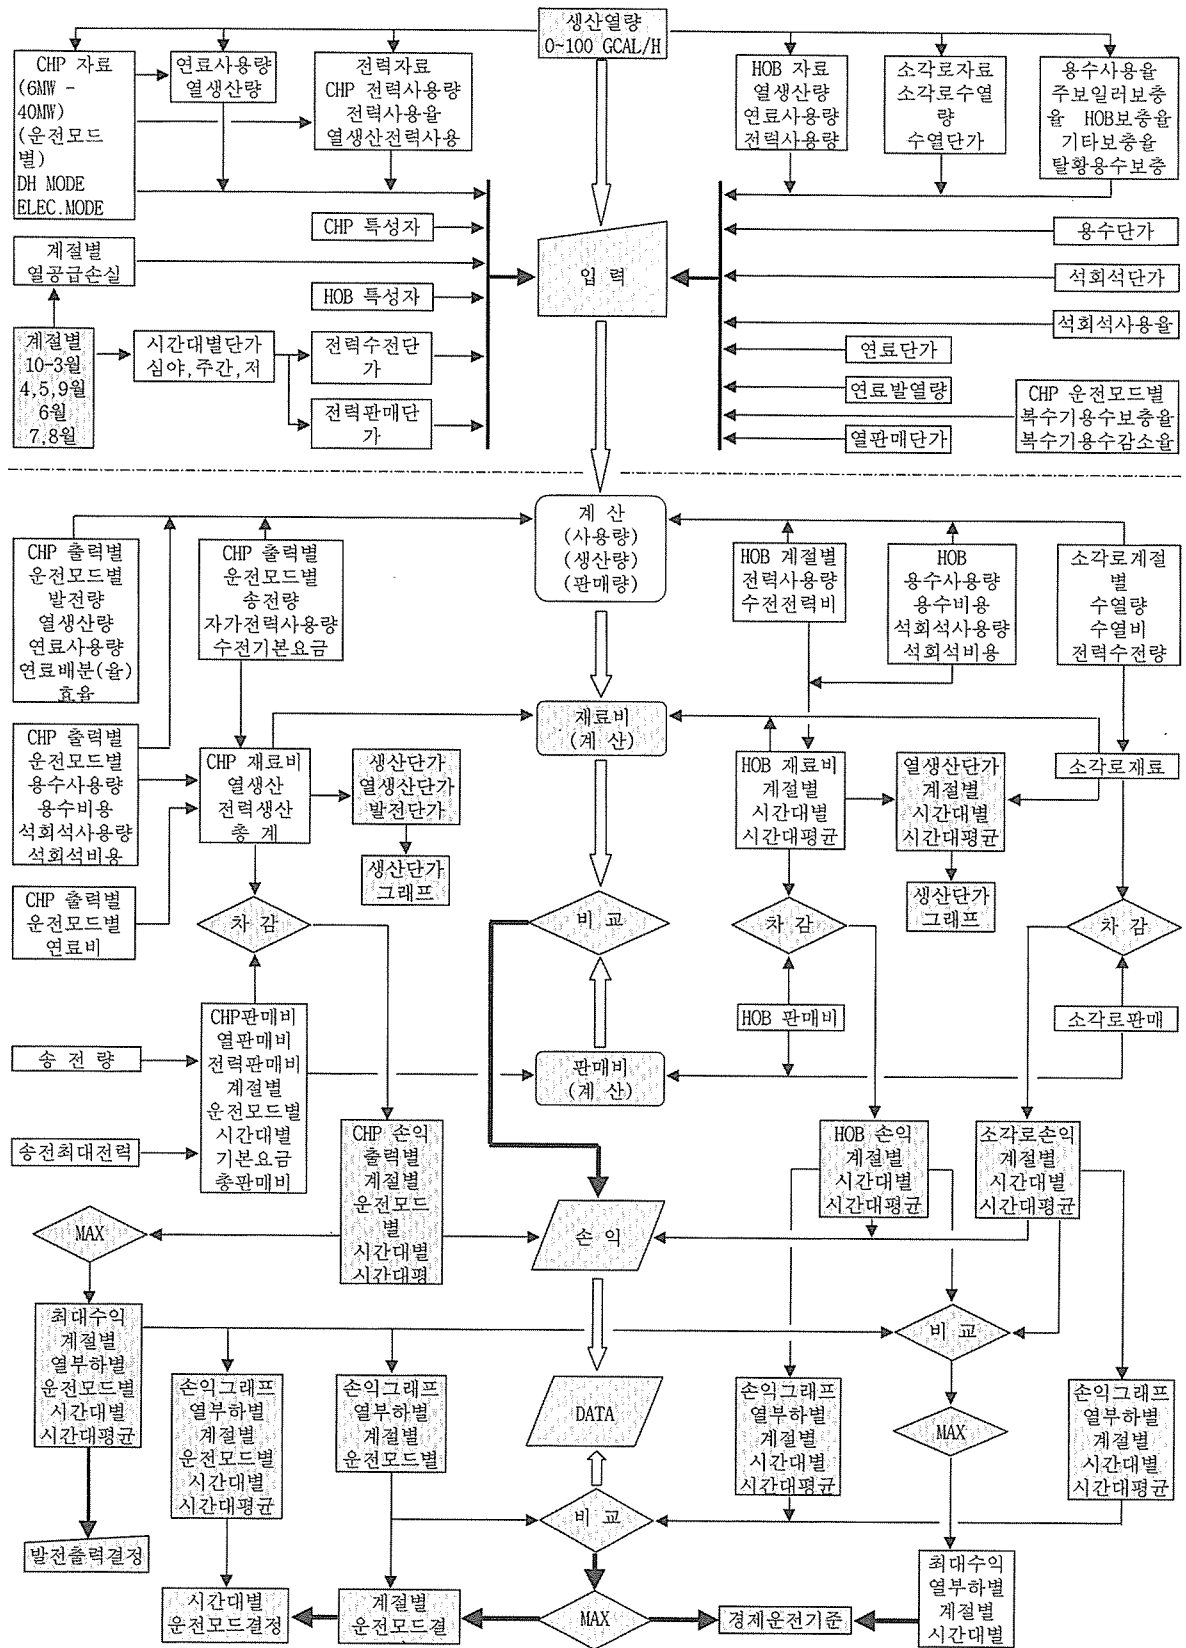 생산열량
0~100 GCAL/H
CHP 자료
(6MW -
40MW)
(운전모드
별)
DH MODE
ELEC.MODE
연료사용량
열생산량
전력자료
CHP 전력사용량
전력사용율
열생산전력사용
HOB 자료
열생산량
연료사용량
전력사용량
소각로자료
소각로수열
량
수열단가
용수사용율
주보일러보충
율 HOB보충율
기타보충율
탈황용수보충
CHP 특성자
계절별
열공급손실
HOB 특성자
입 력
용수단가
석회석단가
석회석사용율
계절별
10-3월
4,5,9월
6월
7,8월
시간대별단가
심야,주간,저
전력수전단
가
전력판매단
가
연료단가
연료발열량
열판매단가
CHP 운전모드별
복수기용수보충율
복수기용수감소율
계 산
(사용량)
(생산량)
(판매량)
CHP 출력별
운전모드별
발전량
열생산량
연료사용량
연료배분(율)
효율
CHP 출력별
운전모드별
송전량
자가전력사용량
수전기본요금
HOB 계절별
전력사용량
수전전력비
HOB
용수사용량
용수비용
석회석사용량
석회석비용
소각로계절
별
수열량
수열비
전력수전량
재료비
(계 산)
CHP 출력별
운전모드별
용수사용량
용수비용
석회석사용량
석회석비용
CHP 재료비
열생산
전력생산
총 계
생산단가
열생산단가
발전단가
생산단가
그래프
HOB 재료비
계절별
시간대별
시간대평균
열생산단가
계절별
시간대별
시간대평균
소각로재료
생산단가
그래프
CHP 출력별
운전모드별
연료비
차 감
비 교
차 감
차 감
CHP판매비
열판매비
전력판매비
계절별
운전모드별
시간대별
기본요금
총판매비
송 전 량
송전최대전력
판매비
(계 산)
HOB 판매비
소각로판매
CHP 손익
출력별
계절별
운전모드
별
시간대별
시간대평
HOB 손익
계절별
시간대별
시간대평균
소각로손익
계절별
시간대별
시간대평균
MAX
손 익
최대수익
계절별
열부하별
운전모드별
시간대별
시간대평균
비 교
손익그래프
열부하별
계절별
운전모드별
시간대별
시간대평균
손익그래프
열부하별
계절별
운전모드별
DATA
손익그래프
열부하별
계절별
시간대별
시간대평균
MAX
손익그래프
열부하별
계절별
시간대별
시간대평균
비 교
발전출력결정
최대수익
열부하별
계절별
시간대별
시간대별
운전모드결정
계절별
운전모드결
MAX
경제운전기준